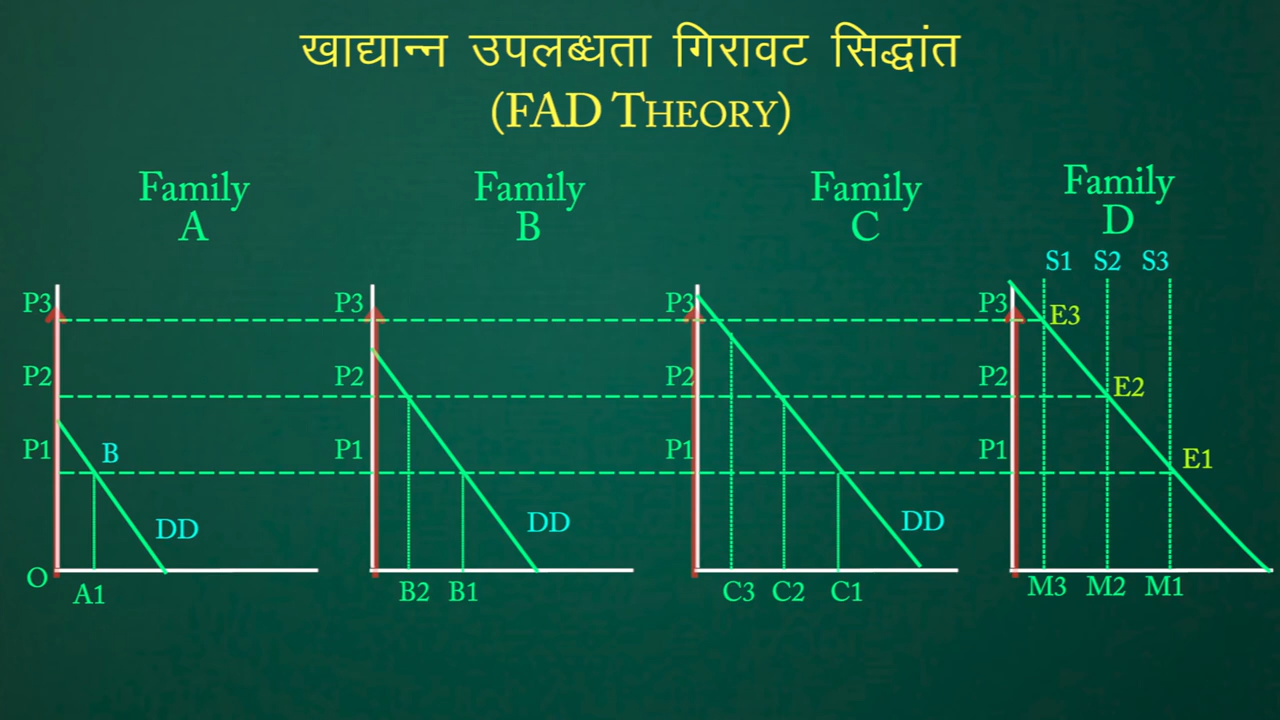 खाद्यान्न उपलब्धता गिरावट सिद्धांत
(FAD THEORY)
Family
A
Family
B
Family
C
Family
D
S1 S2 S3
P3 P3 P3 P3 E3
P2 P2 P2 P2 E2
P1 B P1 P1 P1 E1
DD DD DD
O A1 B2 B1 C3 C2 C1 M3 M2 M1